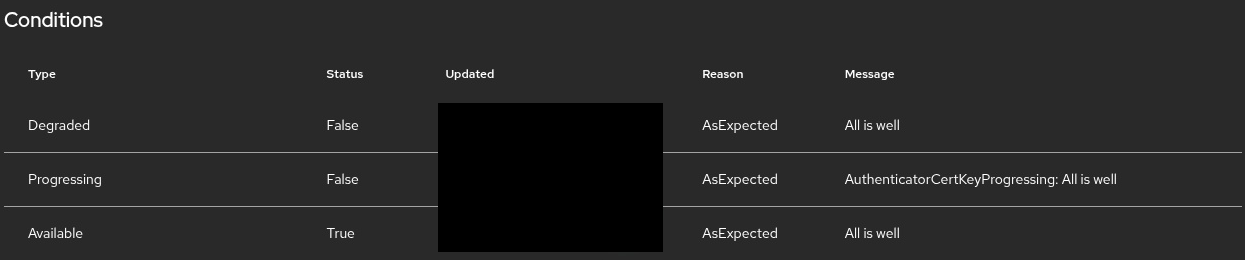 Conditions
Type Status Updated Reason Message
Degraded False AsExpected All is well
Progressing False AsExpected AuthenticatorCertKeyProgressing: All is well
Available True AsExpected All is well